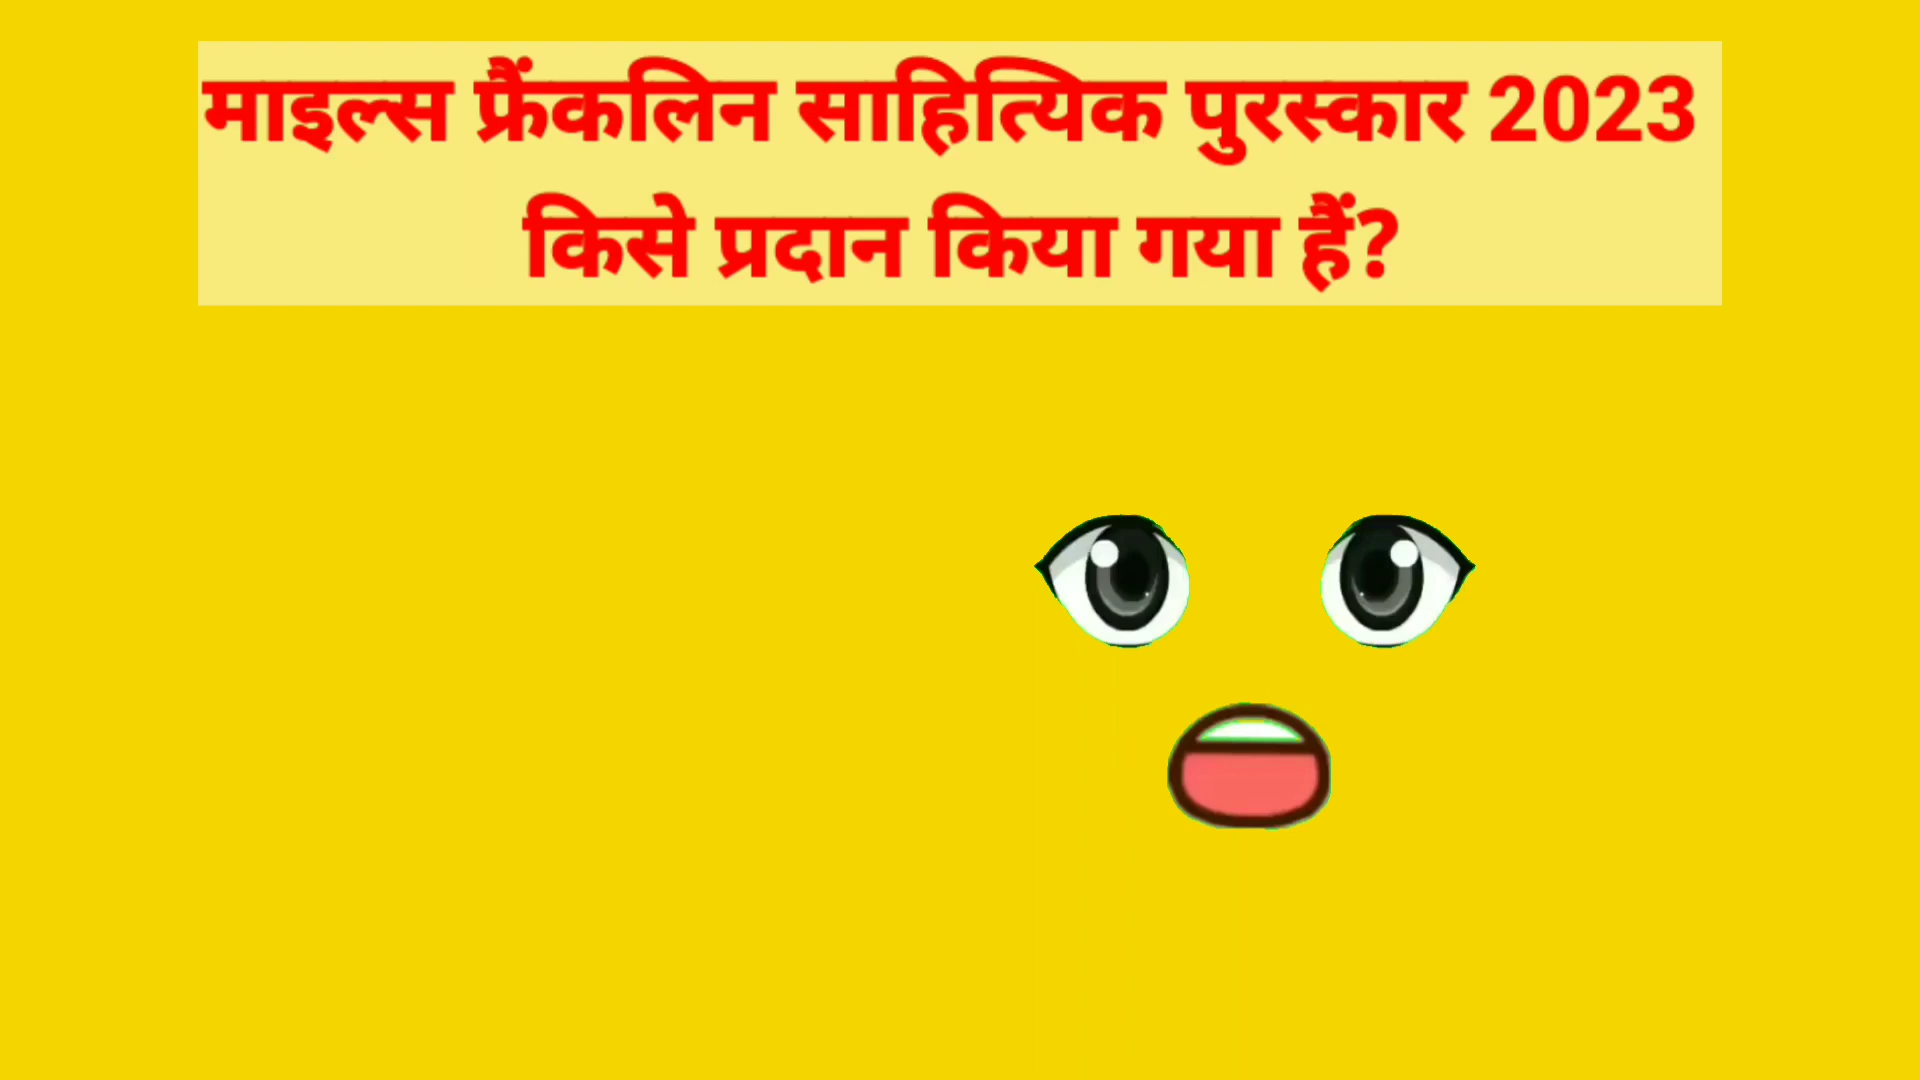 माइल्स फ्रैंकलिन साहित्यिक पुरस्कार 2023
किसे प्रदान किया गया हैं?